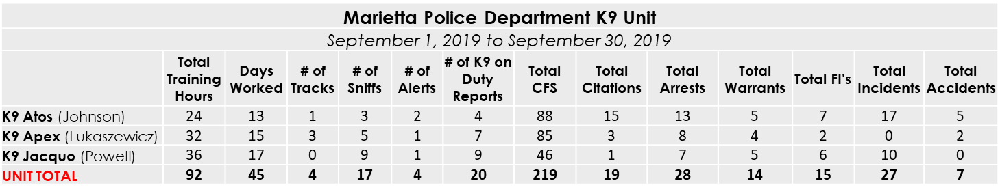 Marietta Police Department K9 Unit
September 1, 2019 to September 30, 2019
Total Training Hours Days Worked # of Tracks # of Sniffs # of Alerts # of K9 on Duty Reports Total CFS Total Citations Total Arrests Total Warrants Total FI's Total Incidents Total Accidents
K9 Atos (Johnson) 24 13 1 3 2 4 88 15 13 5 7 17 5
K9 Apex (Lukaszewicz) 32 15 3 5 1 7 85 3 8 4 2 0 2
K9 Jacquo (Powell) 36 17 0 9 1 9 46 1 7 5 6 10 0
UNIT TOTAL 92 45 4 17 4 20 219 19 28 14 15 27 7